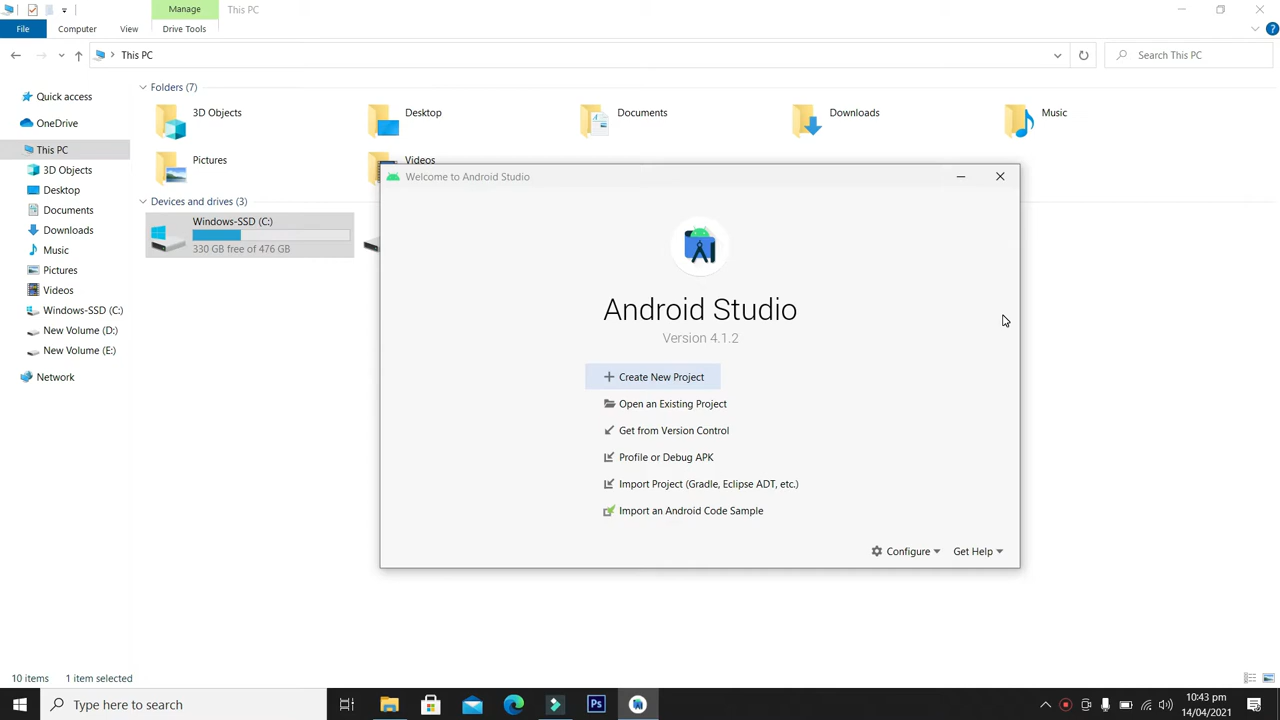 Manage
This PC
File
Computer
View
Drive Tools
This PC
Search This PC
Quick access
OneDrive
This PC
3D Objects
Desktop
Documents
Downloads
Music
Pictures
Videos
Windows-SSD (C:)
New Volume (D:)
New Volume (E:)
Network
Folders (7)
3D Objects
Desktop
Documents
Downloads
Music
Pictures
Videos
Devices and drives (3)
Windows-SSD (C:)
330 GB free of 476 GB
Welcome to Android Studio
Android Studio
Version 4.1.2
Create New Project
Open an Existing Project
Get from Version Control
Profile or Debug APK
Import Project (Gradle, Eclipse ADT, etc.)
Import an Android Code Sample
Configure
Get Help
10 items
1 item selected
Type here to search
Ps
10:43 pm
14/04/2021